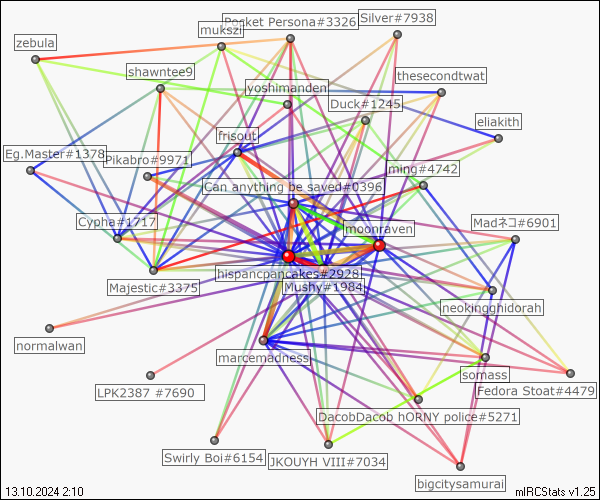 Pocket Persona#3326
Silver#7938
mukszi
zebula
shawntee9
thesecondtwat
yoshimanden
Duck#1245
eliakith
frisout
Eg.Master#1378
Pikabro#9971
ming#4742
Can anything be saved#0396
Cypha#1717
moonraven
Madネコ#6901
hispancpancakes#2928
Majestic#3375
Mushy#1984
neokingghidorah
normalwan
marcemadness
somass
LPK2387 #7690
Fedora Stoat#4479
DacobDacob hORNY police#5271
Swirly Boi#6154
JKOUYH VIII#7034
bigcitysamurai
13.10.2024 2:10
mIRCStats v1.25